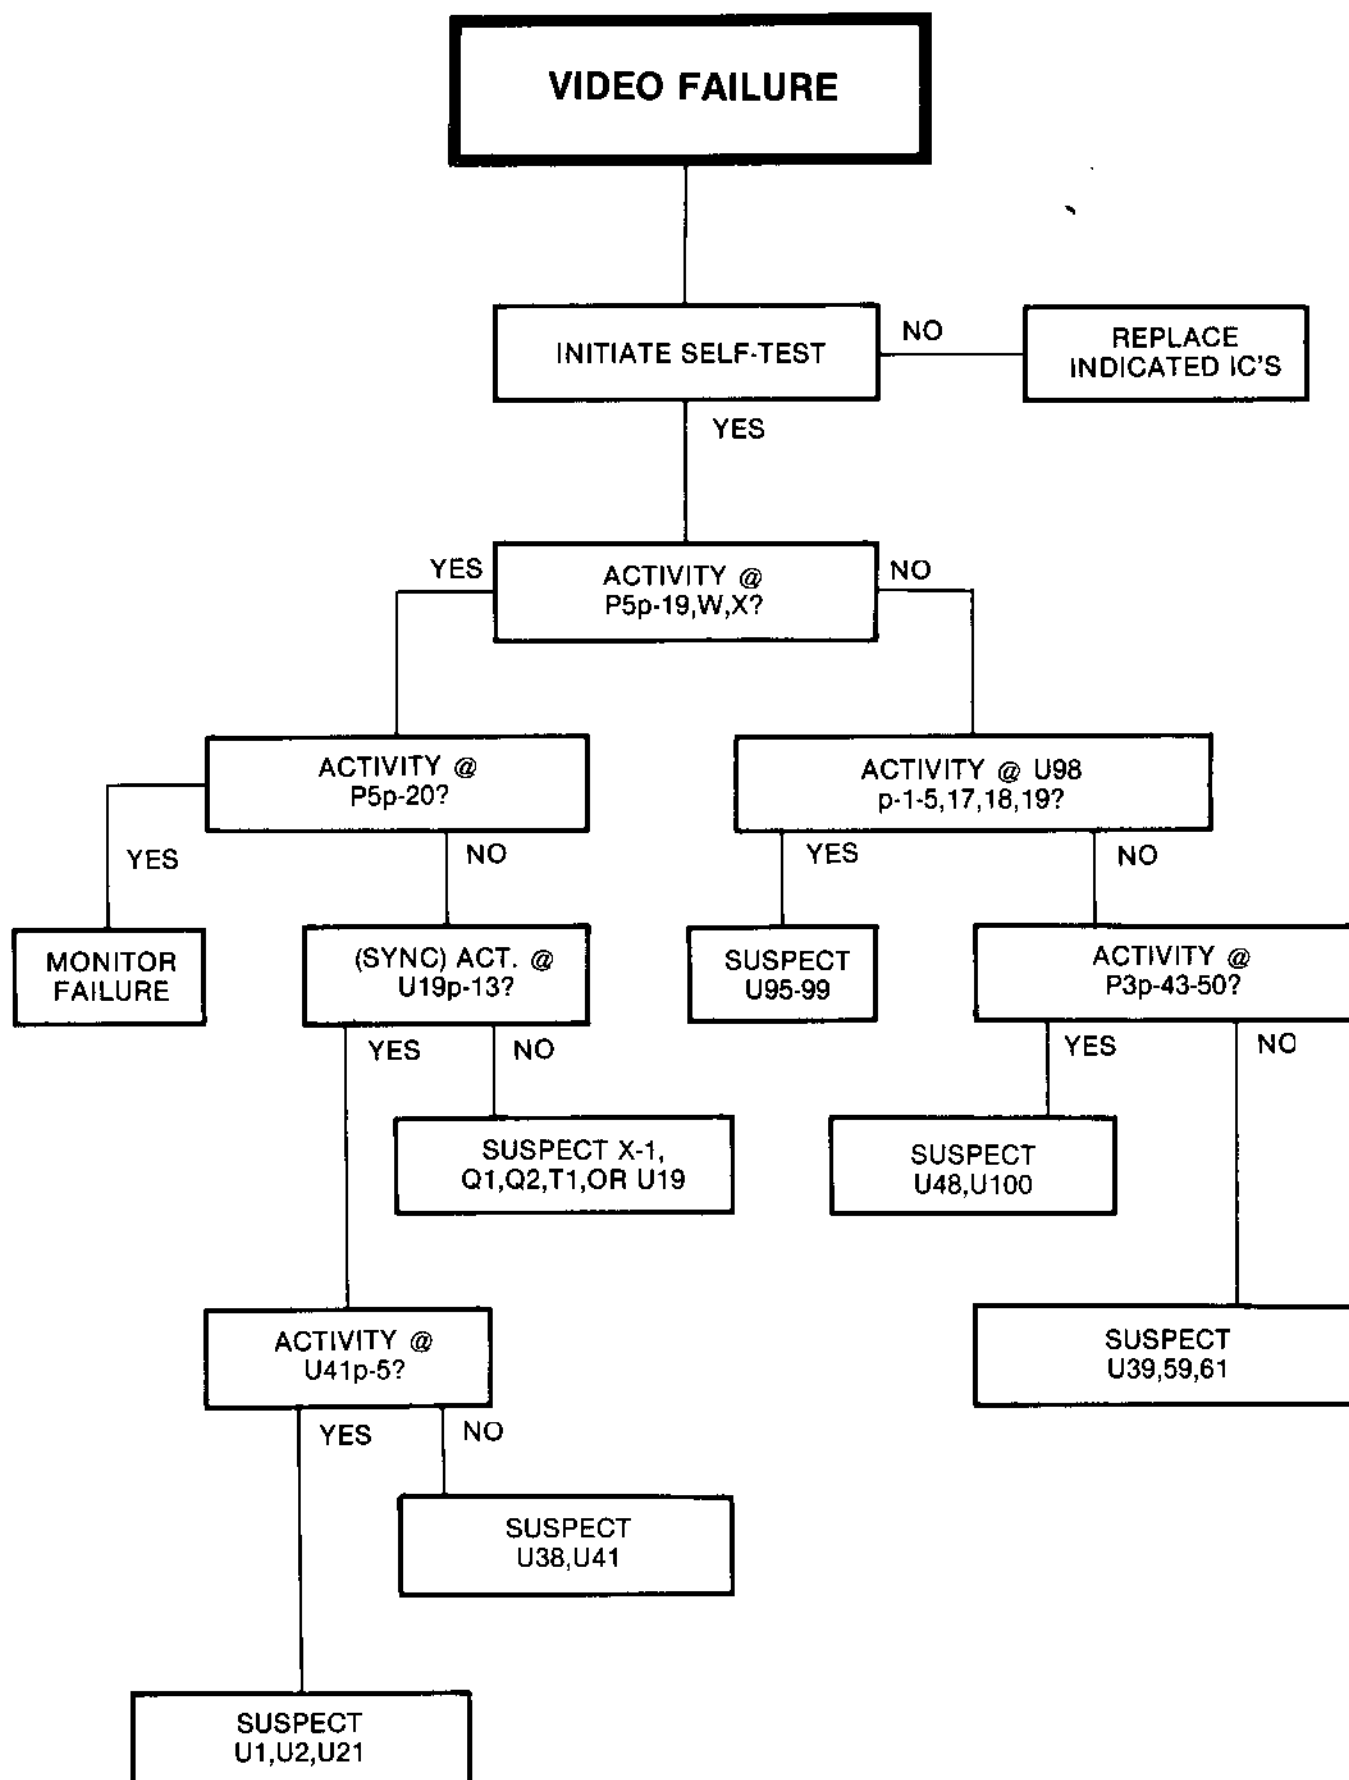 VIDEO FAILURE
INITIATE SELF-TEST
NO
REPLACE
INDICATED IC'S
YES
YES
ACTIVITY @
P5p-19,W,X?
NO
ACTIVITY @
P5p-20?
ACTIVITY @ U98
p-1-5,17,18,19?
YES
NO
YES
NO
MONITOR
FAILURE
(SYNC) ACT. @
U19p-13?
SUSPECT
U95-99
ACTIVITY @
P3p-43-50?
YES
NO
YES
NO
SUSPECT X-1,
Q1,Q2,T1,OR U19
SUSPECT
U48,U100
ACTIVITY @
U41p-5?
SUSPECT
U39,59,61
YES
NO
SUSPECT
U38,U41
SUSPECT
U1,U2,U21